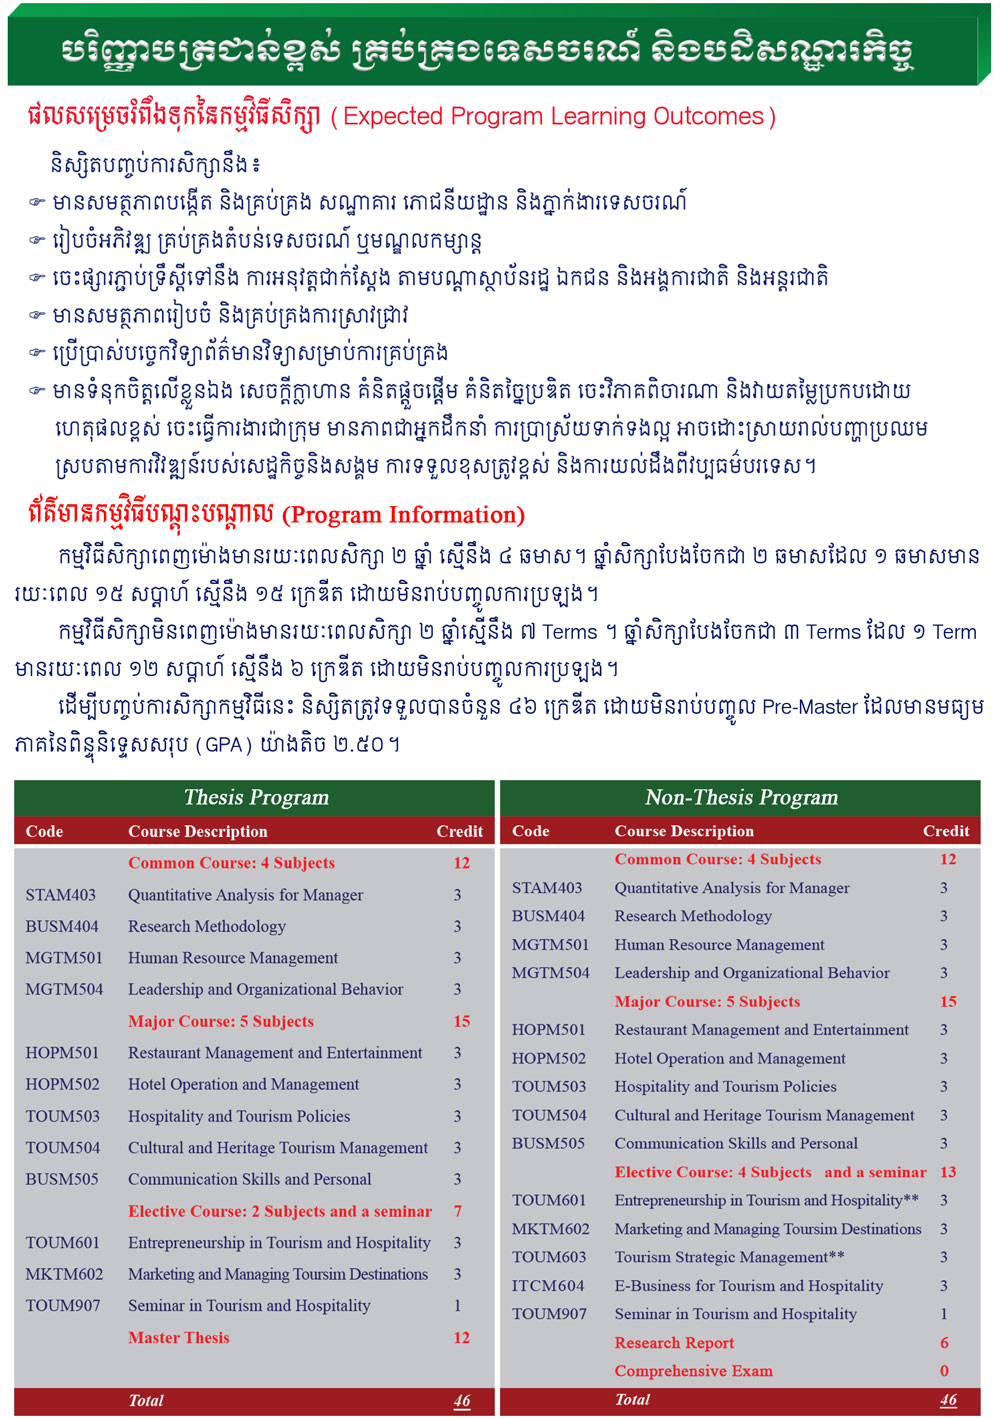 បរិញ្ញាបត្រជាន់ខ្ពស់ គ្រប់គ្រងទេសចរណ៍ និងបដិសណ្ឋារកិច្ច
ផលសម្រេចរំពឹងទុកនៃកម្មវិធីសិក្សា (Expected Program Learning Outcomes)
និស្សិតបញ្ចប់ការសិក្សានឹង៖
☞ មានសមត្ថភាពបង្កើត និងគ្រប់គ្រង សណ្ឋាគារ ភោជនីយដ្ឋាន និងភ្នាក់ងារទេសចរណ៍
☞ រៀបចំអភិវឌ្ឍ គ្រប់គ្រងតំបន់ទេសចរណ៍ ឬមណ្ឌលកម្សាន្ត
☞ ចេះផ្សារភ្ជាប់ទ្រឹស្តីទៅនឹង ការអនុវត្តជាក់ស្តែង តាមបណ្តាស្ថាប័នរដ្ឋ ឯកជន និងអង្គការជាតិ និងអន្តរជាតិ
☞ មានសមត្ថភាពរៀបចំ និងគ្រប់គ្រងការស្រាវជ្រាវ
☞ ប្រើប្រាស់បច្ចេកវិទ្យាព័ត៌មានវិទ្យាសម្រាប់ការគ្រប់គ្រង
☞ មានទំនុកចិត្តលើខ្លួនឯង សេចក្តីក្លាហាន គំនិតផ្តួចផ្តើម គំនិតច្នៃប្រឌិត ចេះវិភាគពិចារណា និងវាយតម្លៃប្រកបដោយ
ហេតុផលខ្ពស់ ចេះធ្វើការងារជាក្រុម មានភាពជាអ្នកដឹកនាំ ការប្រាស្រ័យទាក់ទងល្អ អាចដោះស្រាយរាល់បញ្ហាប្រឈម
ស្របតាមការវិវឌ្ឍន៍របស់សេដ្ឋកិច្ចនិងសង្គម ការទទួលខុសត្រូវខ្ពស់ និងការយល់ដឹងពីវប្បធម៌បរទេស។
ព័ត៌មានកម្មវិធីបណ្តុះបណ្តាល (Program Information)
កម្មវិធីសិក្សាពេញម៉ោងមានរយៈពេលសិក្សា ២ ឆ្នាំ ស្មើនឹង ៤ ឆមាស។ ឆ្នាំសិក្សាបែងចែកជា ២ ឆមាសដែល ១ ឆមាសមាន
រយៈពេល ១៥ សប្តាហ៍ ស្មើនឹង ១៥ ក្រេឌីត ដោយមិនរាប់បញ្ចូលការប្រឡង។
កម្មវិធីសិក្សាមិនពេញម៉ោងមានរយៈពេលសិក្សា ២ ឆ្នាំស្មើនឹង ៧ Terms ។ ឆ្នាំសិក្សាបែងចែកជា ៣ Terms ដែល ១ Term
មានរយៈពេល ១២ សប្តាហ៍ ស្មើនឹង ៦ ក្រេឌីត ដោយមិនរាប់បញ្ចូលការប្រឡង។
ដើម្បីបញ្ចប់ការសិក្សាកម្មវិធីនេះ និស្សិតត្រូវទទួលបានចំនួន ៤៦ ក្រេឌីត ដោយមិនរាប់បញ្ចូល Pre-Master ដែលមានមធ្យម
ភាគនៃពិន្ទុនិទ្ទេសសរុប (GPA) យ៉ាងតិច ២.៥០។
Thesis Program
Code Course Description Credit
Common Course: 4 Subjects 12
STAM403 Quantitative Analysis for Manager 3
BUSM404 Research Methodology 3
MGTM501 Human Resource Management 3
MGTM504 Leadership and Organizational Behavior 3
Major Course: 5 Subjects 15
HOPM501 Restaurant Management and Entertainment 3
HOPM502 Hotel Operation and Management 3
TOUM503 Hospitality and Tourism Policies 3
TOUM504 Cultural and Heritage Tourism Management 3
BUSM505 Communication Skills and Personal 3
Elective Course: 2 Subjects and a seminar 7
TOUM601 Entrepreneurship in Tourism and Hospitality 3
MKTM602 Marketing and Managing Toursim Destinations 3
TOUM907 Seminar in Tourism and Hospitality 1
Master Thesis 12
Total 46
Non-Thesis Program
Code Course Description Credit
Common Course: 4 Subjects 12
STAM403 Quantitative Analysis for Manager 3
BUSM404 Research Methodology 3
MGTM501 Human Resource Management 3
MGTM504 Leadership and Organizational Behavior 3
Major Course: 5 Subjects 15
HOPM501 Restaurant Management and Entertainment 3
HOPM502 Hotel Operation and Management 3
TOUM503 Hospitality and Tourism Policies 3
TOUM504 Cultural and Heritage Tourism Management 3
BUSM505 Communication Skills and Personal 3
Elective Course: 4 Subjects and a seminar 13
TOUM601 Entrepreneurship in Tourism and Hospitality** 3
MKTM602 Marketing and Managing Toursim Destinations 3
TOUM603 Tourism Strategic Management** 3
ITCM604 E-Business for Tourism and Hospitality 3
TOUM907 Seminar in Tourism and Hospitality 1
Research Report 6
Comprehensive Exam 0
Total 46